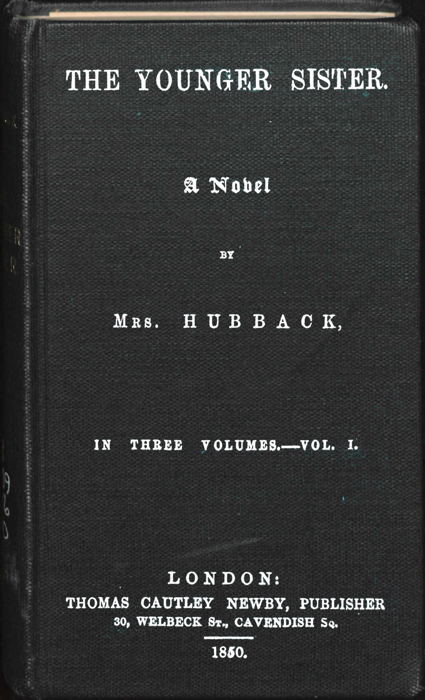 THE YOUNGER SISTER.
A Novel
BY
MRS. HUBBACK,
IN THREE VOLUMES.—VOL. I.
LONDON:
THOMAS CAUTLEY NEWBY, PUBLISHER
30, WELBECK ST., CAVENDISH SQ.
1850.